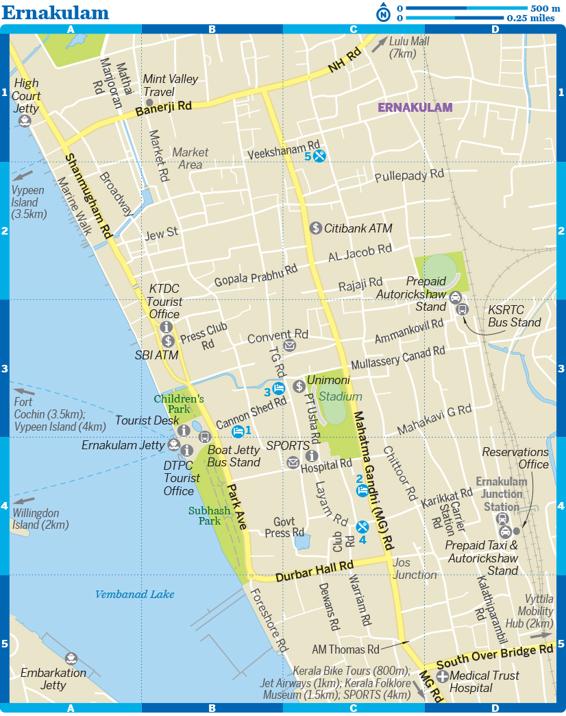 Ernakulam
N
0 500 m
0 0.25 miles
A B C D
Lulu Mall
(7km)
NH Rd
Mathai
Manjooran
Rd
Mint Valley
Travel
High
Court
Jetty
Banerji Rd
ERNAKULAM
1
1
Market Rd
Market
Area
Veekshanam Rd
5
Shanmugham Rd
Marine Walk
Broadway
Pullepady Rd
Vypeen
Island
(3.5km)
Citibank ATM
2
2
Jew St
AL Jacob Rd
Gopala Prabhu Rd
Rajaji Rd
Prepaid
Autorickshaw
Stand
KTDC
Tourist
Office
KSRTC
Bus Stand
Press Club
Rd
Convent Rd
Ammankovil Rd
SBI ATM
TG Rd
Mullassery Canad Rd
3
3
Unimoni
3
Stadium
Fort
Cochin (3.5km);
Vypeen Island (4km)
Children's
Park
PT Usha Rd
Cannon Shed Rd
Mahakavi G Rd
Tourist Desk
1
Ernakulam Jetty
Boat Jetty
Bus Stand
SPORTS
Mahatma Gandhi (MG) Rd
Reservations
Office
DTPC
Tourist
Office
Hospital Rd
Chittoor Rd
2
Ernakulam
Junction
Station
Park Ave
Layam Rd
Karikkat Rd
Carrier
Station
Rd
4
4
Subhash
Park
Willingdon
Island (2km)
Govt
Press Rd
Club
Rd
4
Prepaid Taxi &
Autorickshaw
Stand
Durbar Hall Rd
Jos
Junction
Vembanad Lake
Foreshore Rd
Dewans Rd
Warriam Rd
Kalathiparambil
Rd
Vyttila
Mobility
Hub (2km)
5
5
AM Thomas Rd
South Over Bridge Rd
Embarkation
Jetty
Kerala Bike Tours (800m);
Jet Airways (1km); Kerala Folklore
Museum (1.5km); SPORTS (4km)
MG Rd
Medical Trust
Hospital
A B C D